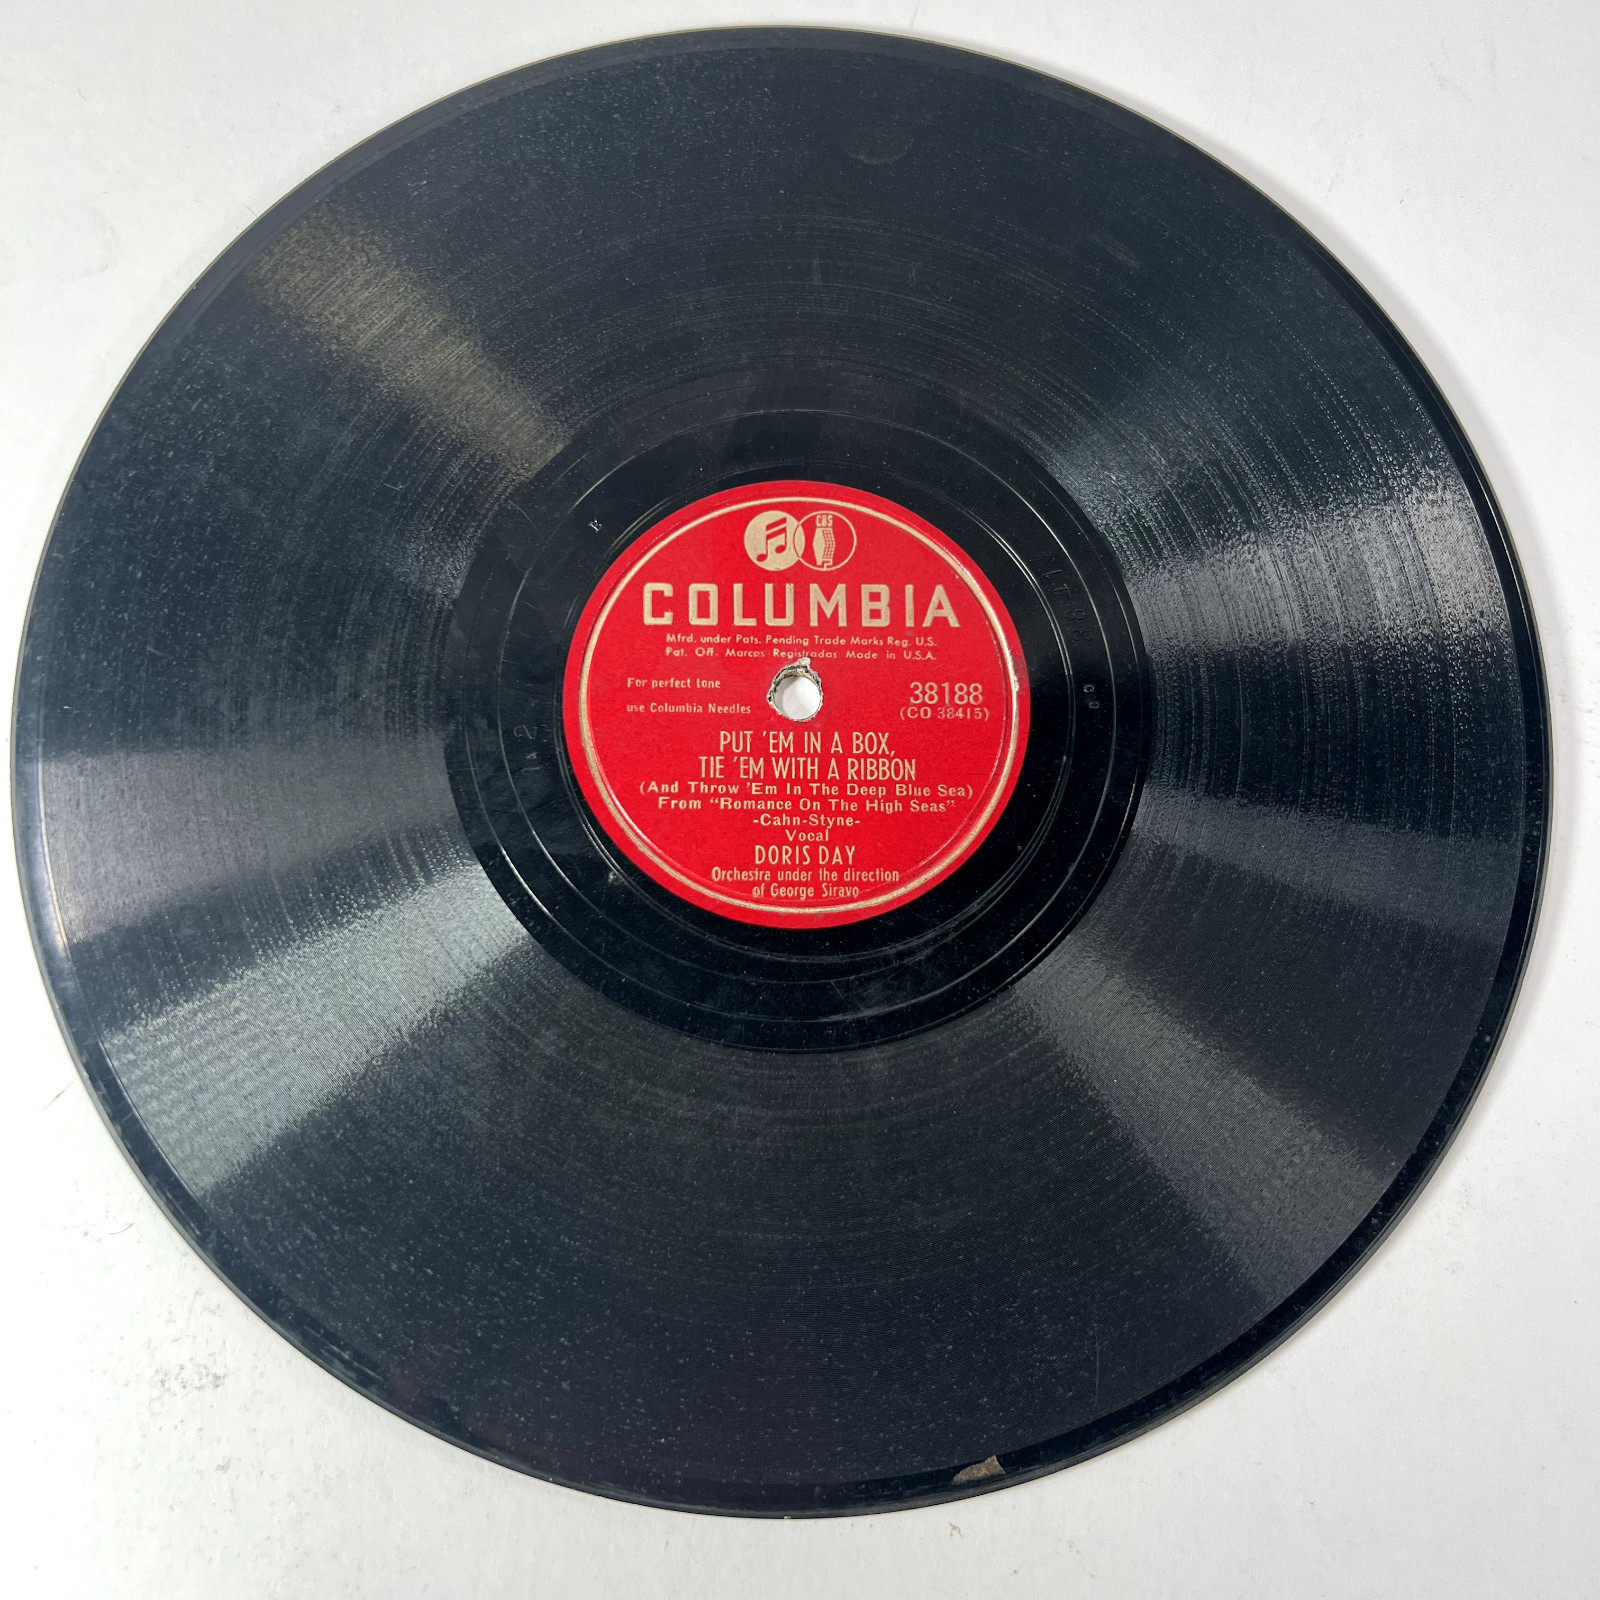 CBS
COLUMBIA
Mfrd. under Pats. Pending Trade Marks Reg. U.S.
Pat. Off. Marcas Registradas Made in U.S.A.
For perfect tone
use Columbia Needles
38188
(CO 38415)
PUT 'EM IN A BOX,
TIE 'EM WITH A RIBBON
(And Throw 'Em In The Deep Blue Sea)
From "Romance On The High Seas"
-Cahn-Styne-
Vocal
DORIS DAY
Orchestra under the direction
of George Siravo